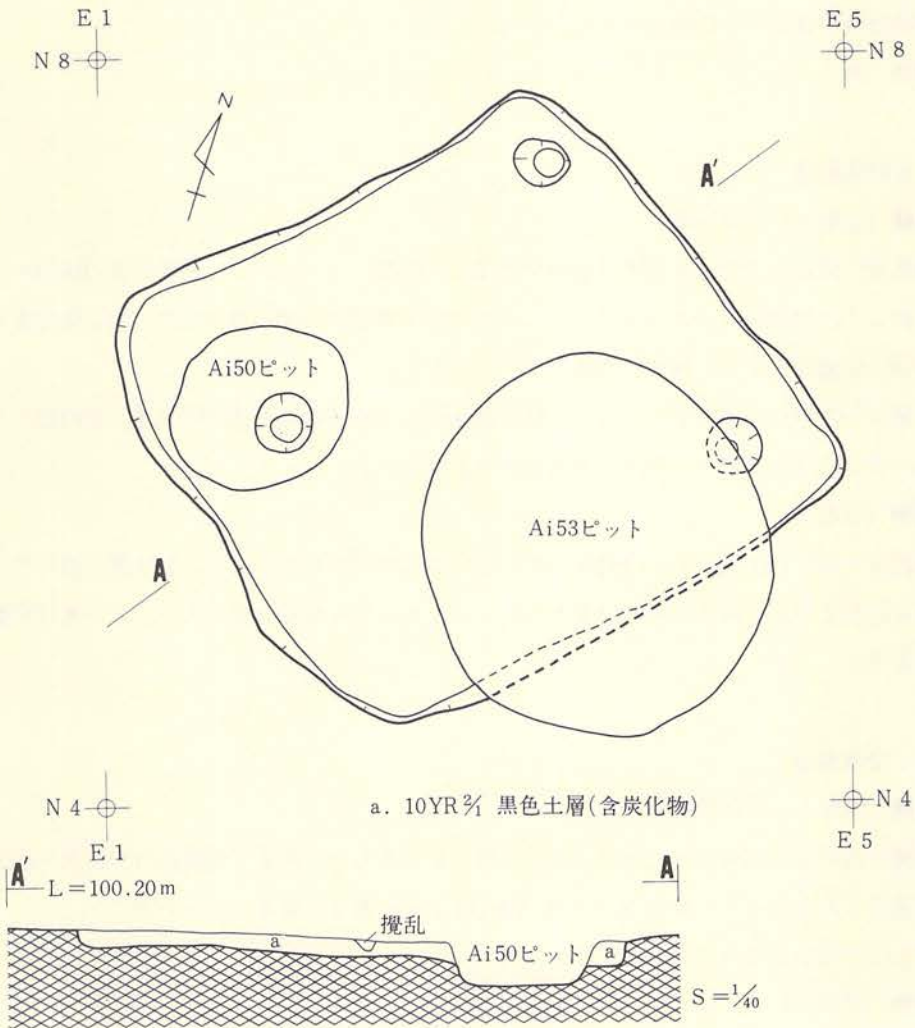 E 1
E 5
N 8
N 8
N
A′
Ai50ピット
Ai53ピット
A
N 4
a. 10YR 2/1 黒色土層(含炭化物)
N 4
E 1
E 5
A′
L=100.20m
A
攪乱
a
Ai50ピット
a
S=1/40